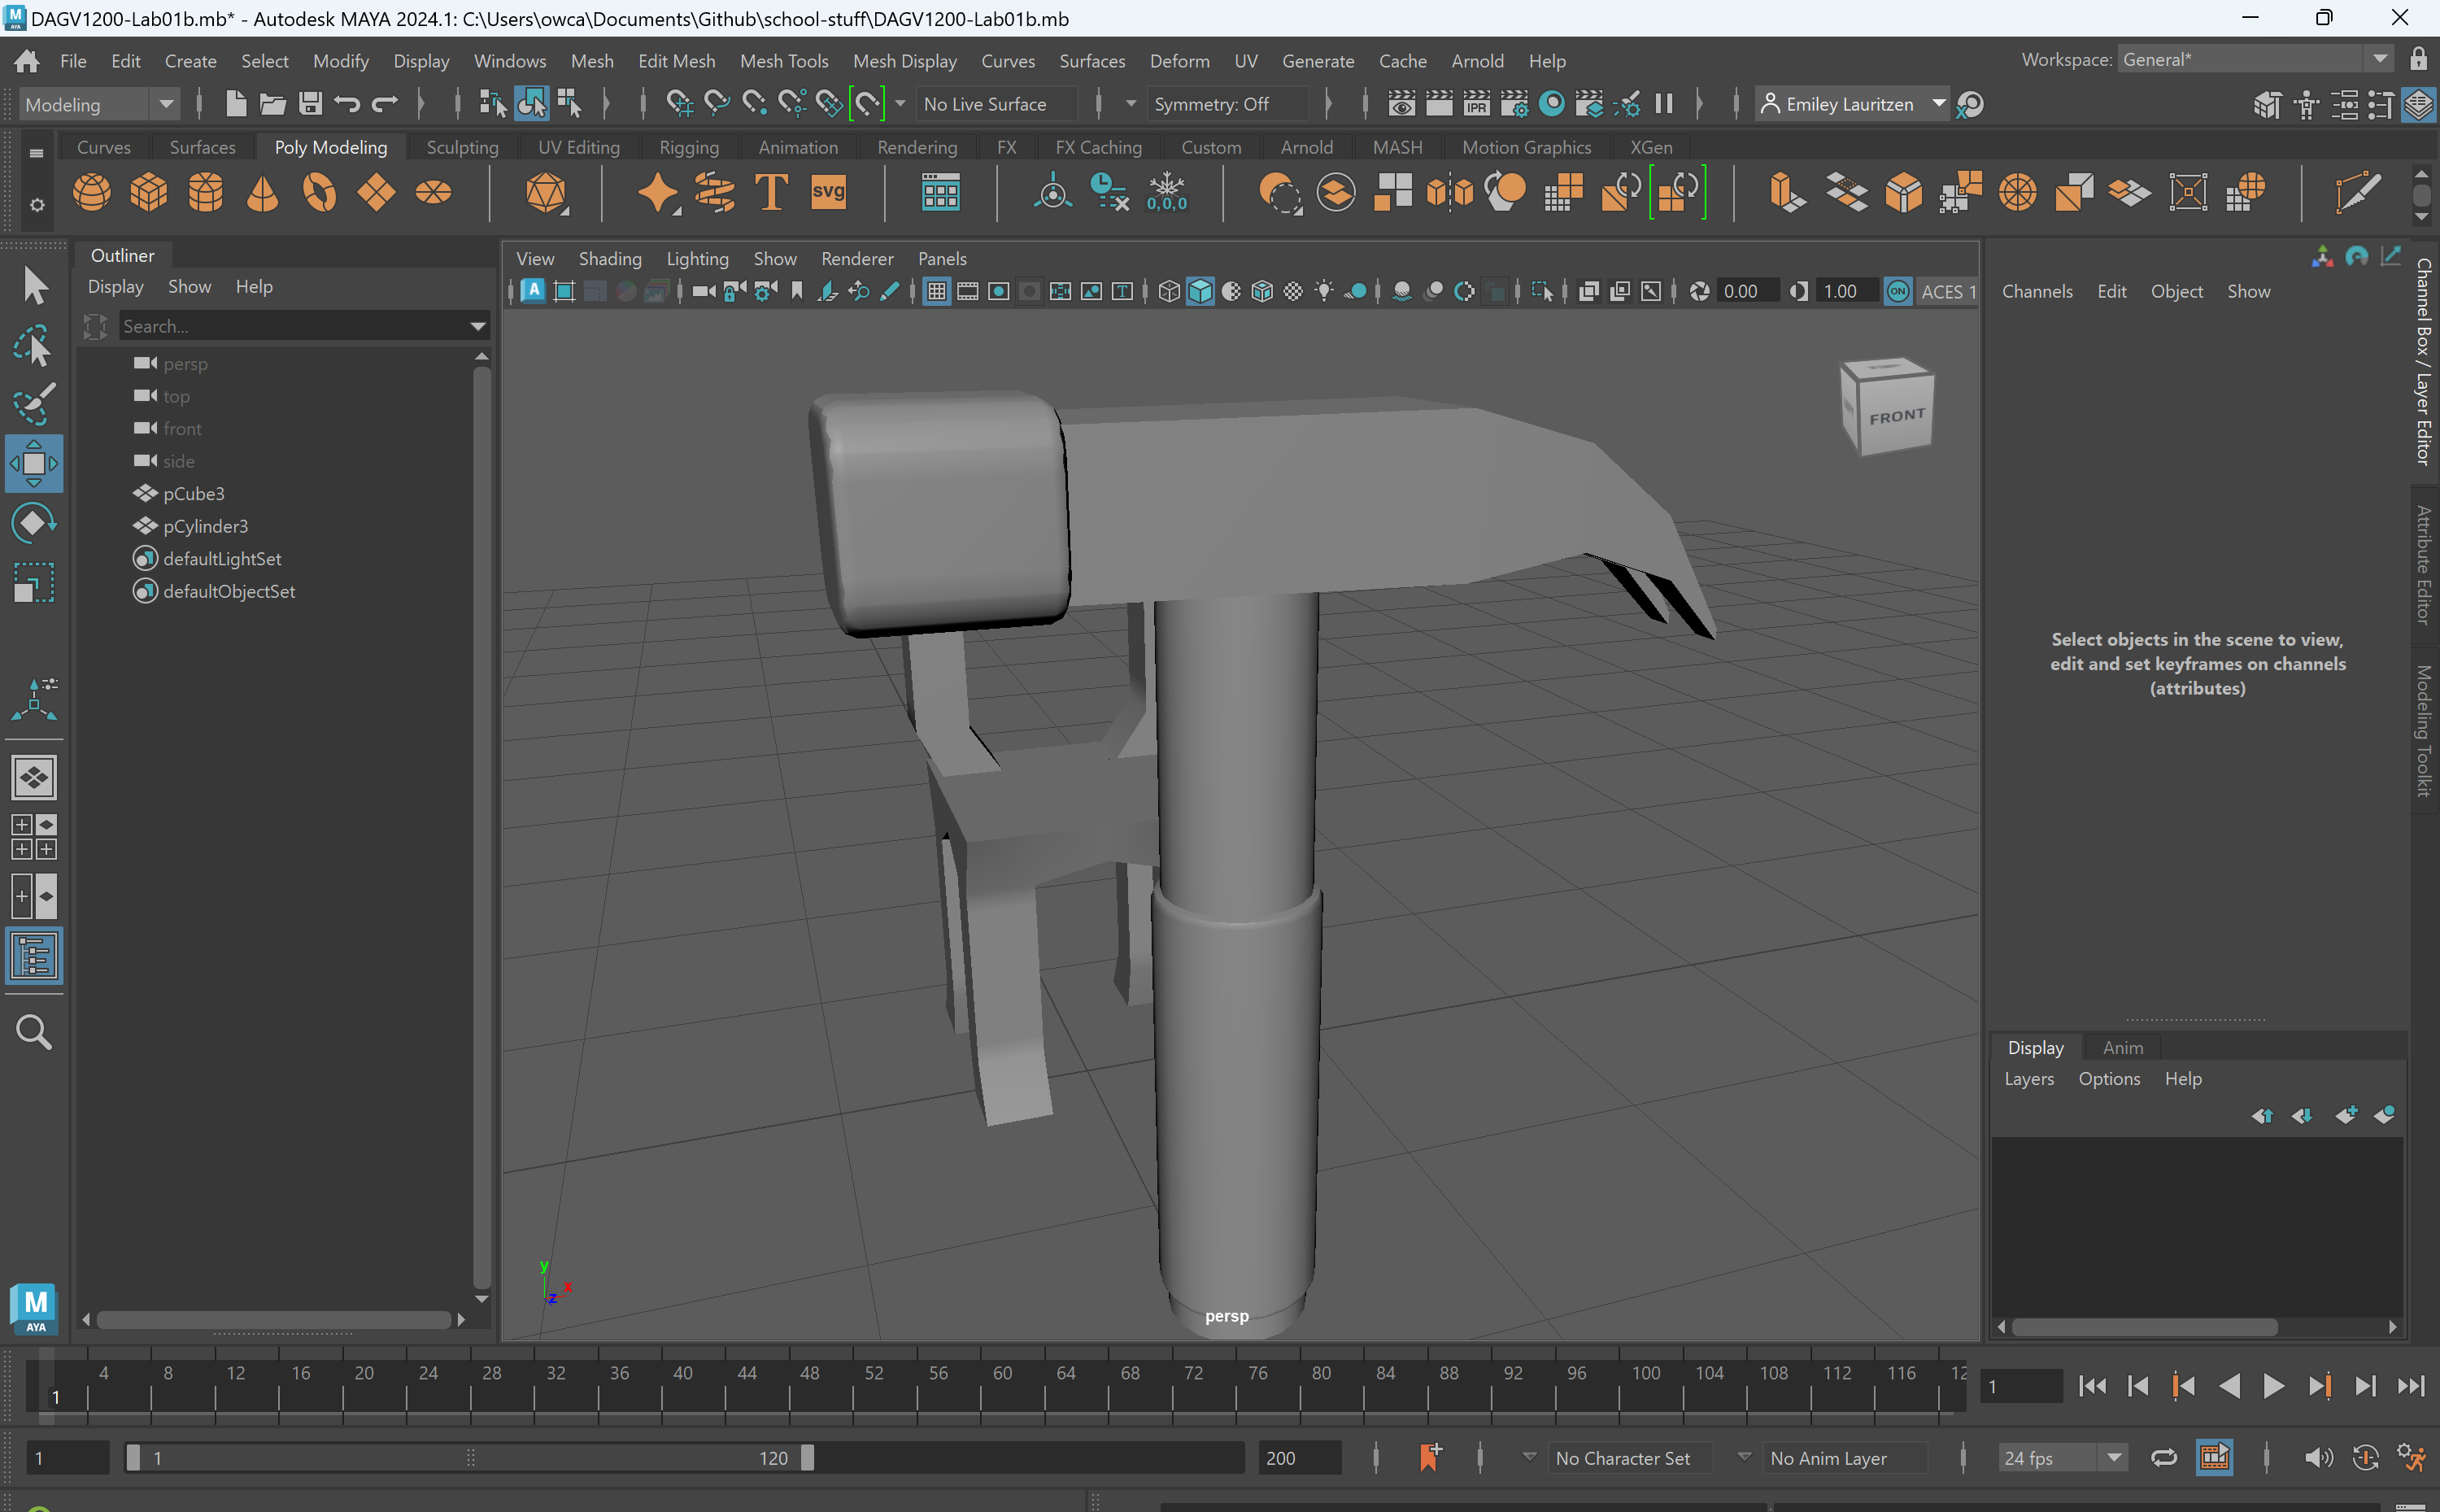 DAGV1200-Lab01b.mb* - Autodesk MAYA 2024.1: C:\Users\owca\Documents\Github\school-stuff\DAGV1200-Lab01b.mb
File Edit Create Select Modify Display Windows Mesh Edit Mesh Mesh Tools Mesh Display Curves Surfaces Deform UV Generate Cache Arnold Help
Workspace: General*
Modeling
No Live Surface
Symmetry: Off
IPR
Emiley Lauritzen
Curves Surfaces Poly Modeling Sculpting UV Editing Rigging Animation Rendering FX FX Caching Custom Arnold MASH Motion Graphics XGen
T
svg
0,0,0
Outliner
Display Show Help
Search...
persp
top
front
side
pCube3
pCylinder3
defaultLightSet
defaultObjectSet
View Shading Lighting Show Renderer Panels
A
T
0.00
1.00
ON
ACES 1
FRONT
y
x
z
persp
Channels Edit Object Show
Select objects in the scene to view,
edit and set keyframes on channels
(attributes)
Channel Box / Layer Editor
Attribute Editor
Modeling Toolkit
Display Anim
Layers Options Help
M
AYA
4 8 12 16 20 24 28 32 36 40 44 48 52 56 60 64 68 72 76 80 84 88 92 96 100 104 108 112 116 12
1
1
1
1
120
200
No Character Set
No Anim Layer
24 fps